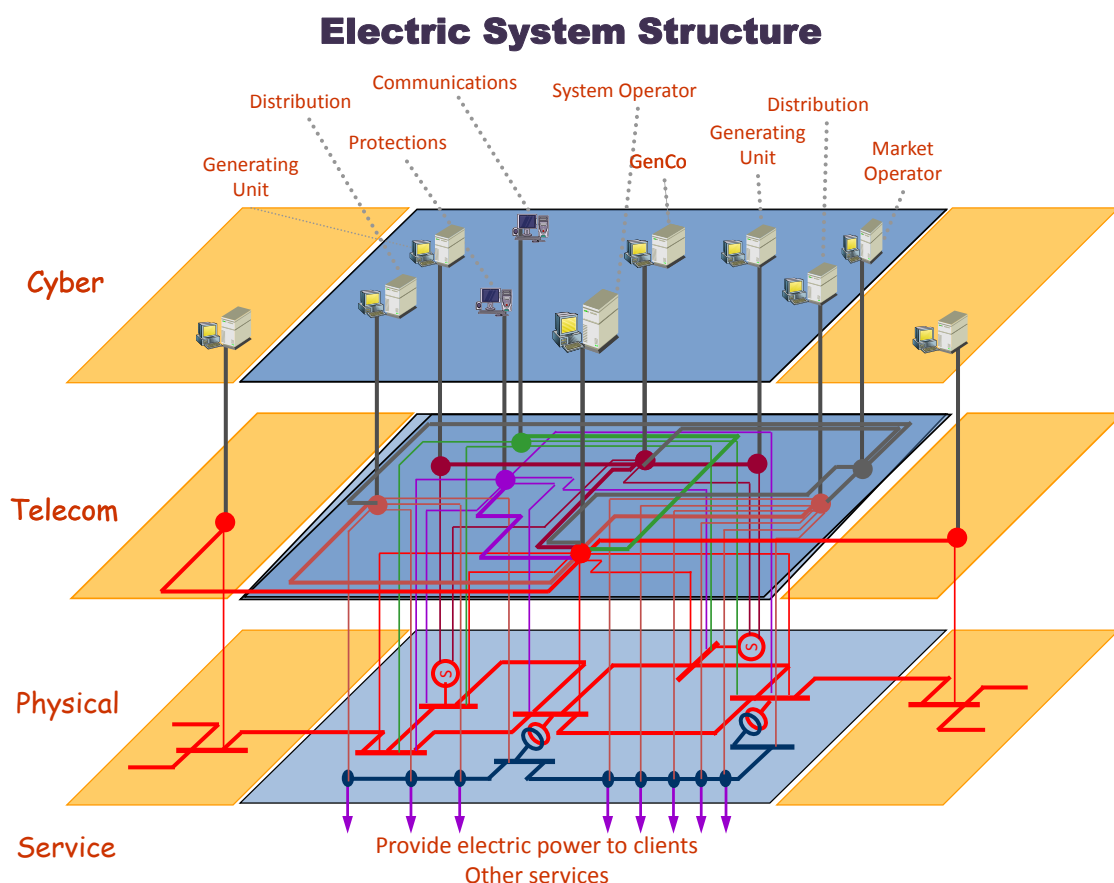 Electric System Structure
Communications
System Operator
Distribution
Distribution
Protections
Generating
Unit
GenCo
Generating
Unit
Market
Operator
Cyber
Telecom
S
S
Physical
Service
Provide electric power to clients
Other services